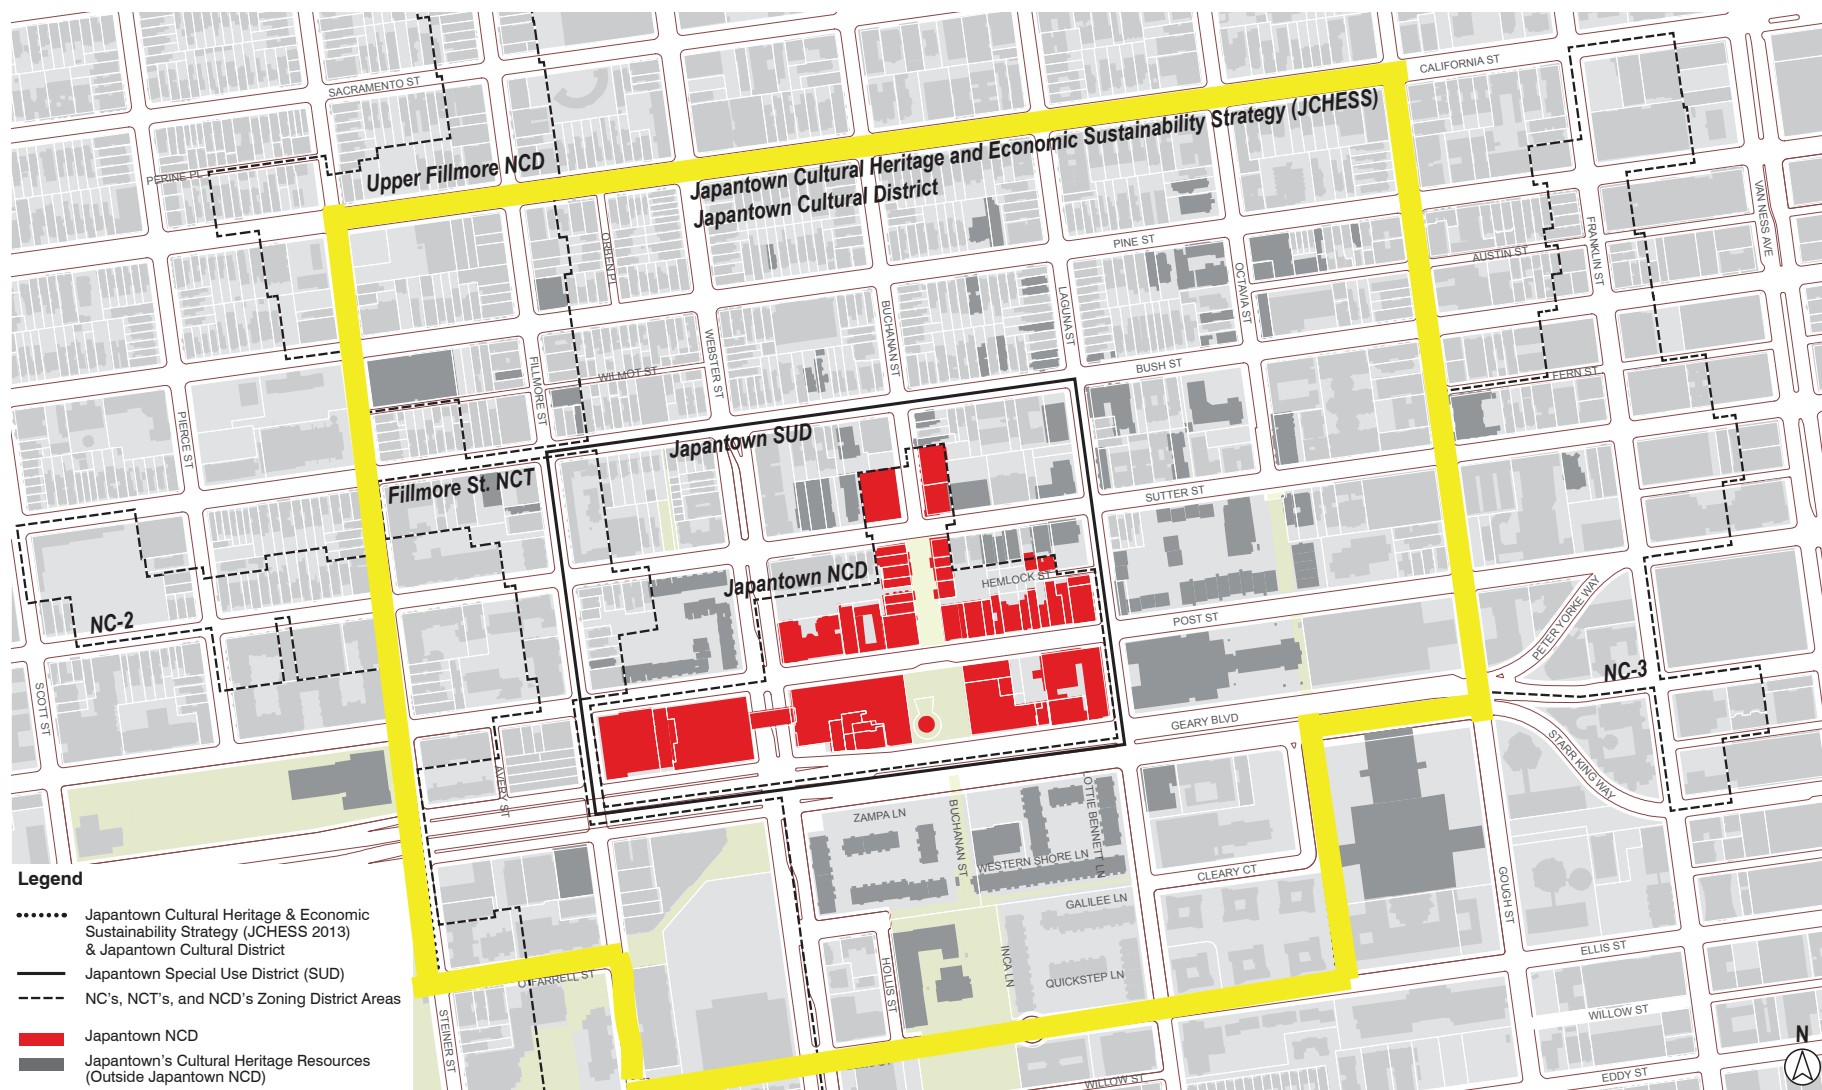 CALIFORNIA ST
SACRAMENTO ST
PERINE PL
Upper Fillmore NCD
Japantown Cultural Heritage and Economic Sustainability Strategy (JCHESS)
Japantown Cultural District
VAN NESS AVE
FRANKLIN ST
AUSTIN ST
PINE ST
ORBEN PL
OCTAVIA ST
LAGUNA ST
BUCHANAN ST
WEBSTER ST
FILLMORE ST
WILMOT ST
BUSH ST
FERN ST
PIERCE ST
Japantown SUD
Fillmore St. NCT
SUTTER ST
Japantown NCD
HEMLOCK ST
NC-2
POST ST
PETER YORKE WAY
NC-3
SCOTT ST
GEARY BLVD
STARR KING WAY
AVERY ST
ZAMPA LN
BUCHANAN ST
LOTTIE BENNETT LN
WESTERN SHORE LN
CLEARY CT
GOUGH ST
GALILEE LN
ELLIS ST
INCA LN
HOLLIS ST
QUICKSTEP LN
O'FARRELL ST
STEINER ST
WILLOW ST
WILLOW ST
EDDY ST
N
Legend
Japantown Cultural Heritage & Economic
Sustainability Strategy (JCHESS 2013)
& Japantown Cultural District
Japantown Special Use District (SUD)
NC's, NCT's, and NCD's Zoning District Areas
Japantown NCD
Japantown's Cultural Heritage Resources
(Outside Japantown NCD)